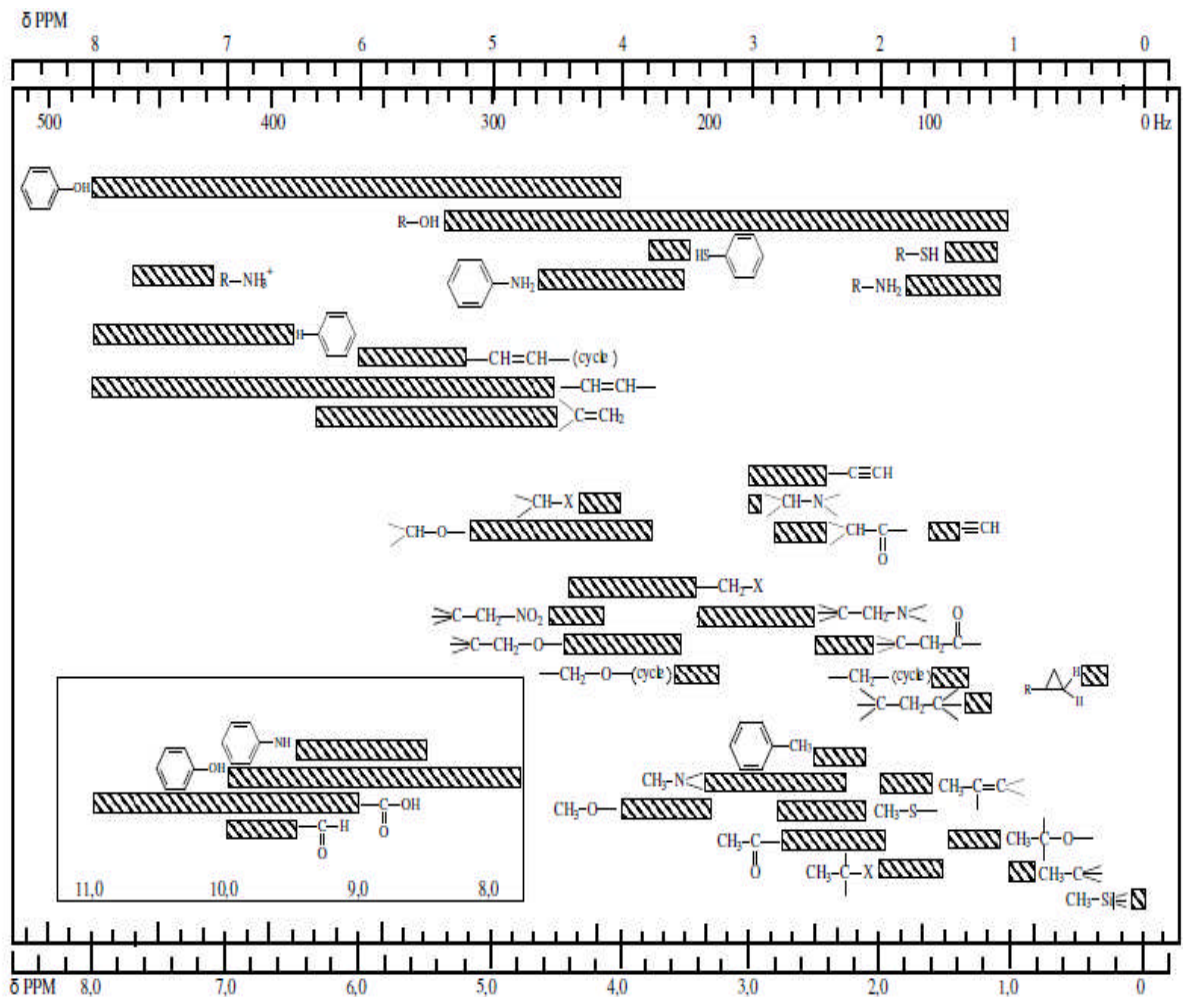 δ PPM
8 7 6 5 4 3 2 1 0
500 400 300 200 100 0 Hz
OH
R—OH
HS
R—SH
R—NH3+
NH2
R—NH2
H
—CH=CH—(cycle)
—CH=CH—
C=CH2
—C≡CH
CH—X
CH—N
CH—O—
CH—C—
O
≡CH
—CH2—X
C—CH2—NO2
C—CH2—N
O
C—CH2—O—
C—CH2C—
—CH2—O—(cycle)
—CH2—(cycle)
R
H
H
C—CH2—C
NH
CH3
OH
CH3—N
CH3—C=C
C—OH
O
CH3—O—
CH3—S—
C—H
O
CH3—C—
O
CH3—C—O—
CH3—C—X
CH3—C
11,0 10,0 9,0 8,0
CH3—Si
δ PPM 8,0 7,0 6,0 5,0 4,0 3,0 2,0 1,0 0